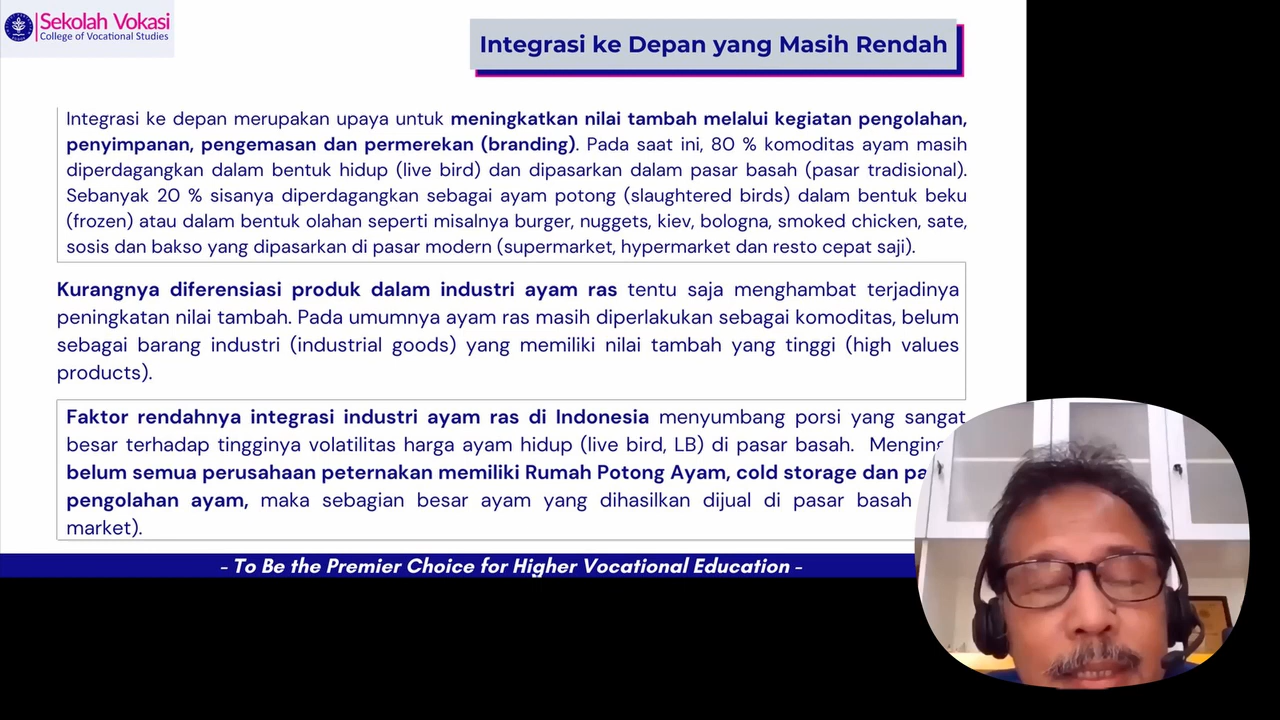 Sekolah Vokasi
College of Vocational Studies
Integrasi ke Depan yang Masih Rendah
Integrasi ke depan merupakan upaya untuk meningkatkan nilai tambah melalui kegiatan pengolahan,
penyimpanan, pengemasan dan permerekan (branding). Pada saat ini, 80 % komoditas ayam masih
diperdagangkan dalam bentuk hidup (live bird) dan dipasarkan dalam pasar basah (pasar tradisional).
Sebanyak 20 % sisanya diperdagangkan sebagai ayam potong (slaughtered birds) dalam bentuk beku
(frozen) atau dalam bentuk olahan seperti misalnya burger, nuggets, kiev, bologna, smoked chicken, sate,
sosis dan bakso yang dipasarkan di pasar modern (supermarket, hypermarket dan resto cepat saji).
Kurangnya diferensiasi produk dalam industri ayam ras tentu saja menghambat terjadinya
peningkatan nilai tambah. Pada umumnya ayam ras masih diperlakukan sebagai komoditas, belum
sebagai barang industri (industrial goods) yang memiliki nilai tambah yang tinggi (high values
products).
Faktor rendahnya integrasi industri ayam ras di Indonesia menyumbang porsi yang sangat
besar terhadap tingginya volatilitas harga ayam hidup (live bird, LB) di pasar basah.
belum semua perusahaan peternakan memiliki Rumah Potong Ayam, cold storage dan
pengolahan ayam, maka sebagian besar ayam yang dihasilkan dijual di pasar basah
market).
- To Be the Premier Choice for Higher Vocational Education -